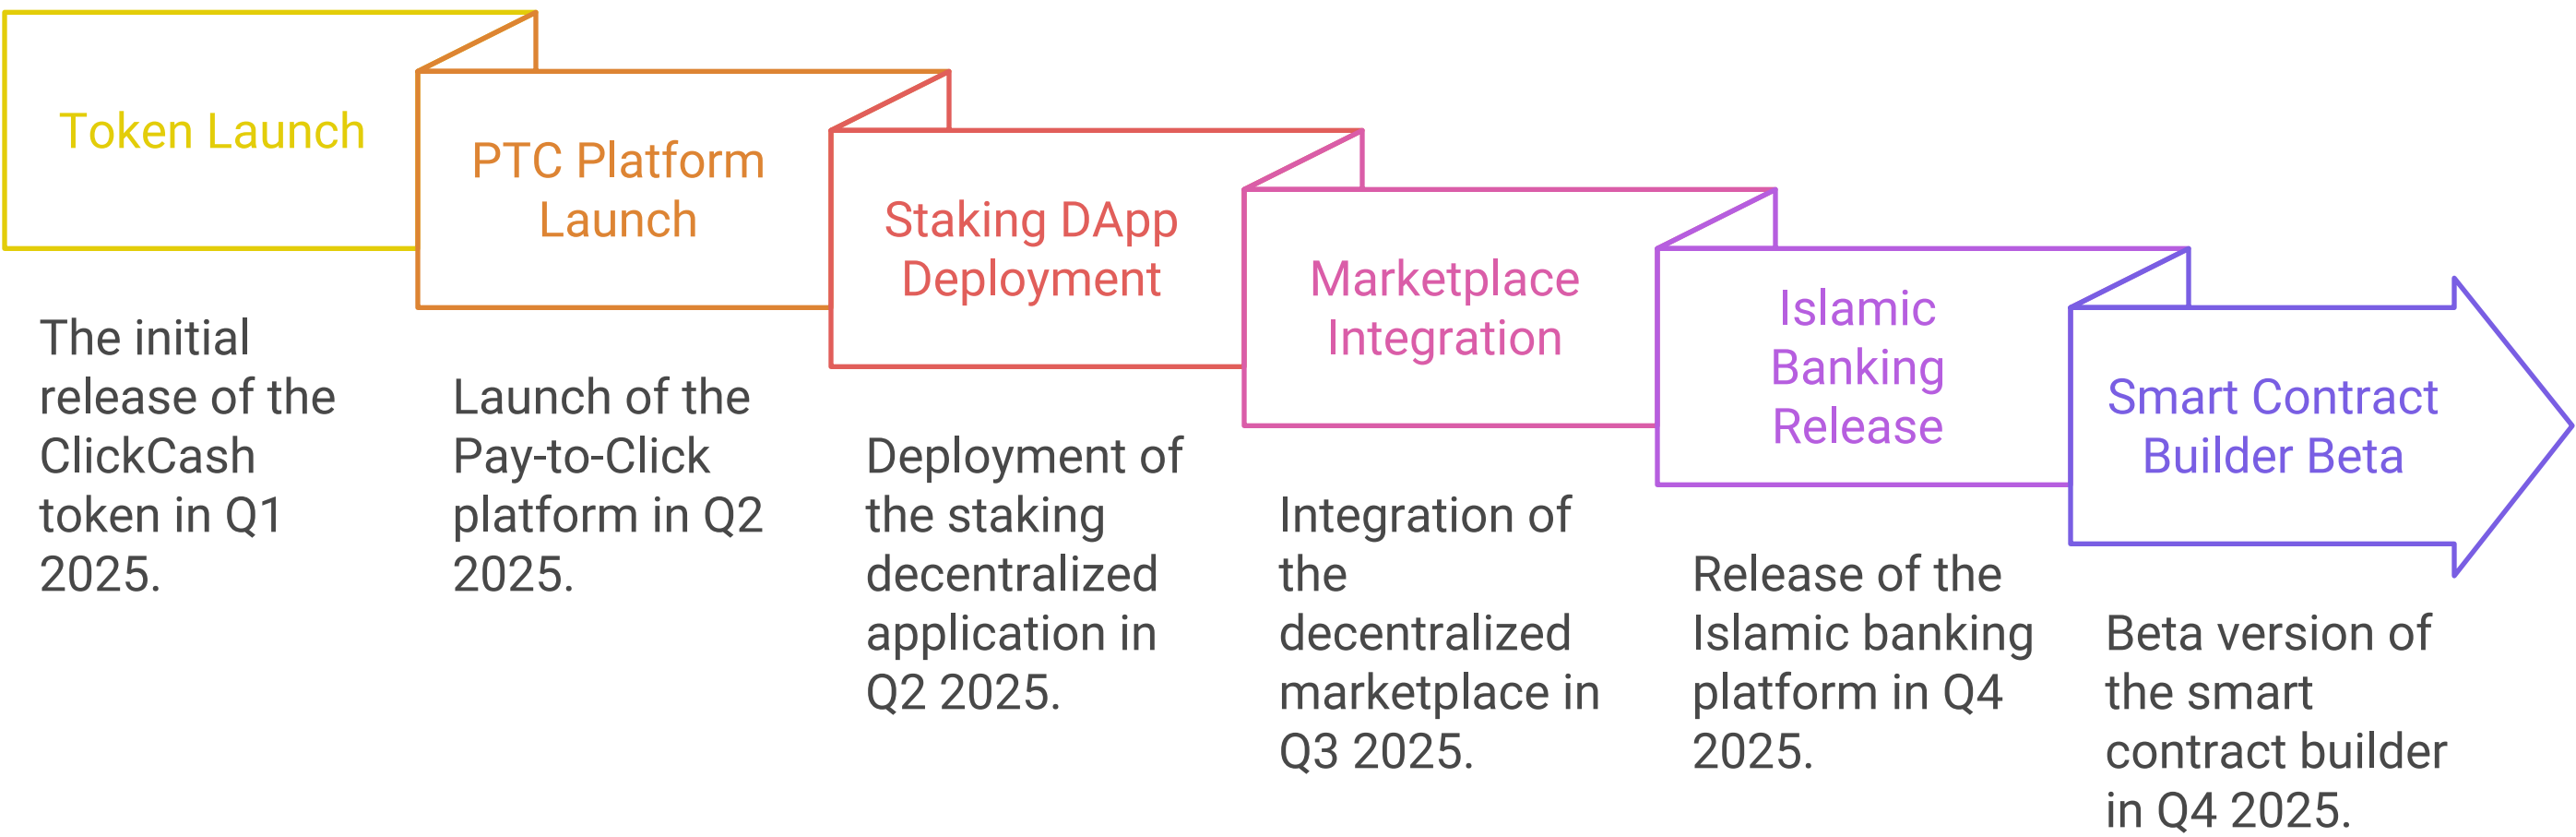 Token Launch
The initial
release of the
ClickCash
token in Q1
2025.
PTC Platform
Launch
Launch of the
Pay-to-Click
platform in Q2
2025.
Staking DApp
Deployment
Deployment of
the staking
decentralized
application in
Q2 2025.
Marketplace
Integration
Integration of
the
decentralized
marketplace in
Q3 2025.
Islamic
Banking
Release
Release of the
Islamic banking
platform in Q4
2025.
Smart Contract
Builder Beta
Beta version of
the smart
contract builder
in Q4 2025.